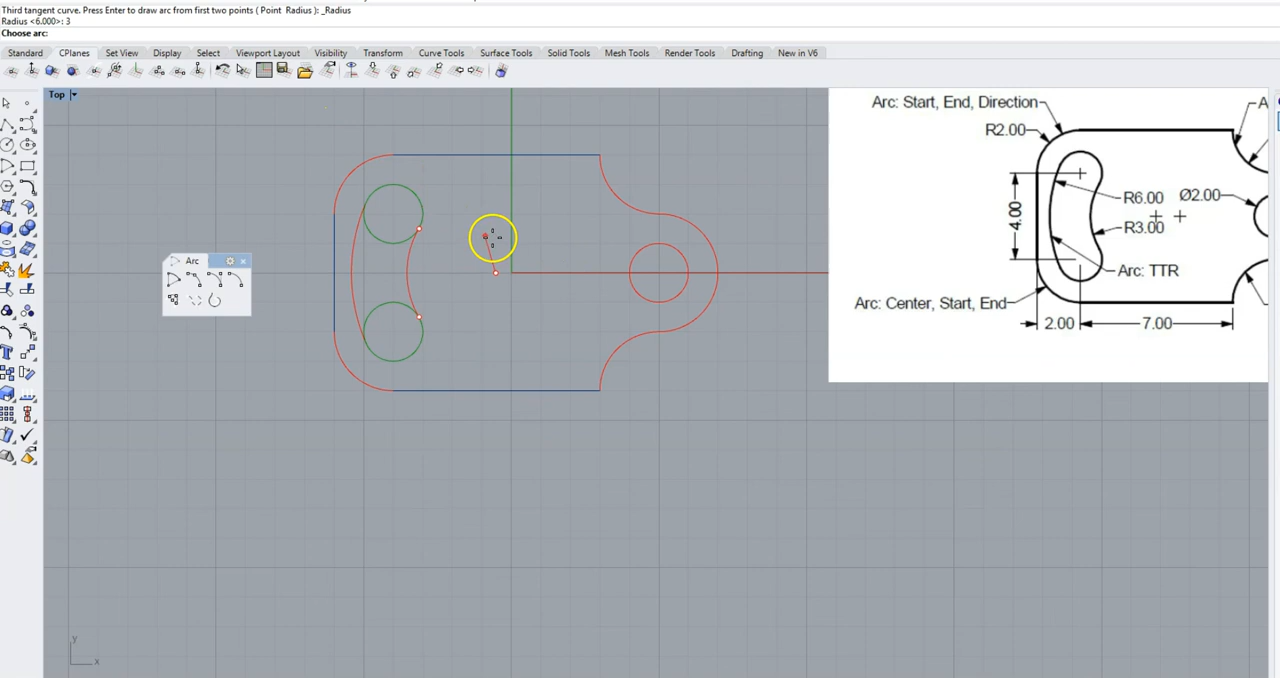 Third tangent curve. Press Enter to draw arc from first two points ( Point Radius ): _Radius
Radius <6.000>: 3
Choose arc:
Standard CPlanes Set View Display Select Viewport Layout Visibility Transform Curve Tools Surface Tools Solid Tools Mesh Tools Render Tools Drafting New in V6
Top
Arc: Start, End, Direction
A
R2.00
R6.00
Ø2.00
4.00
R3.00
Arc
Arc: TTR
Arc: Center, Start, End
2.00
7.00
y
x